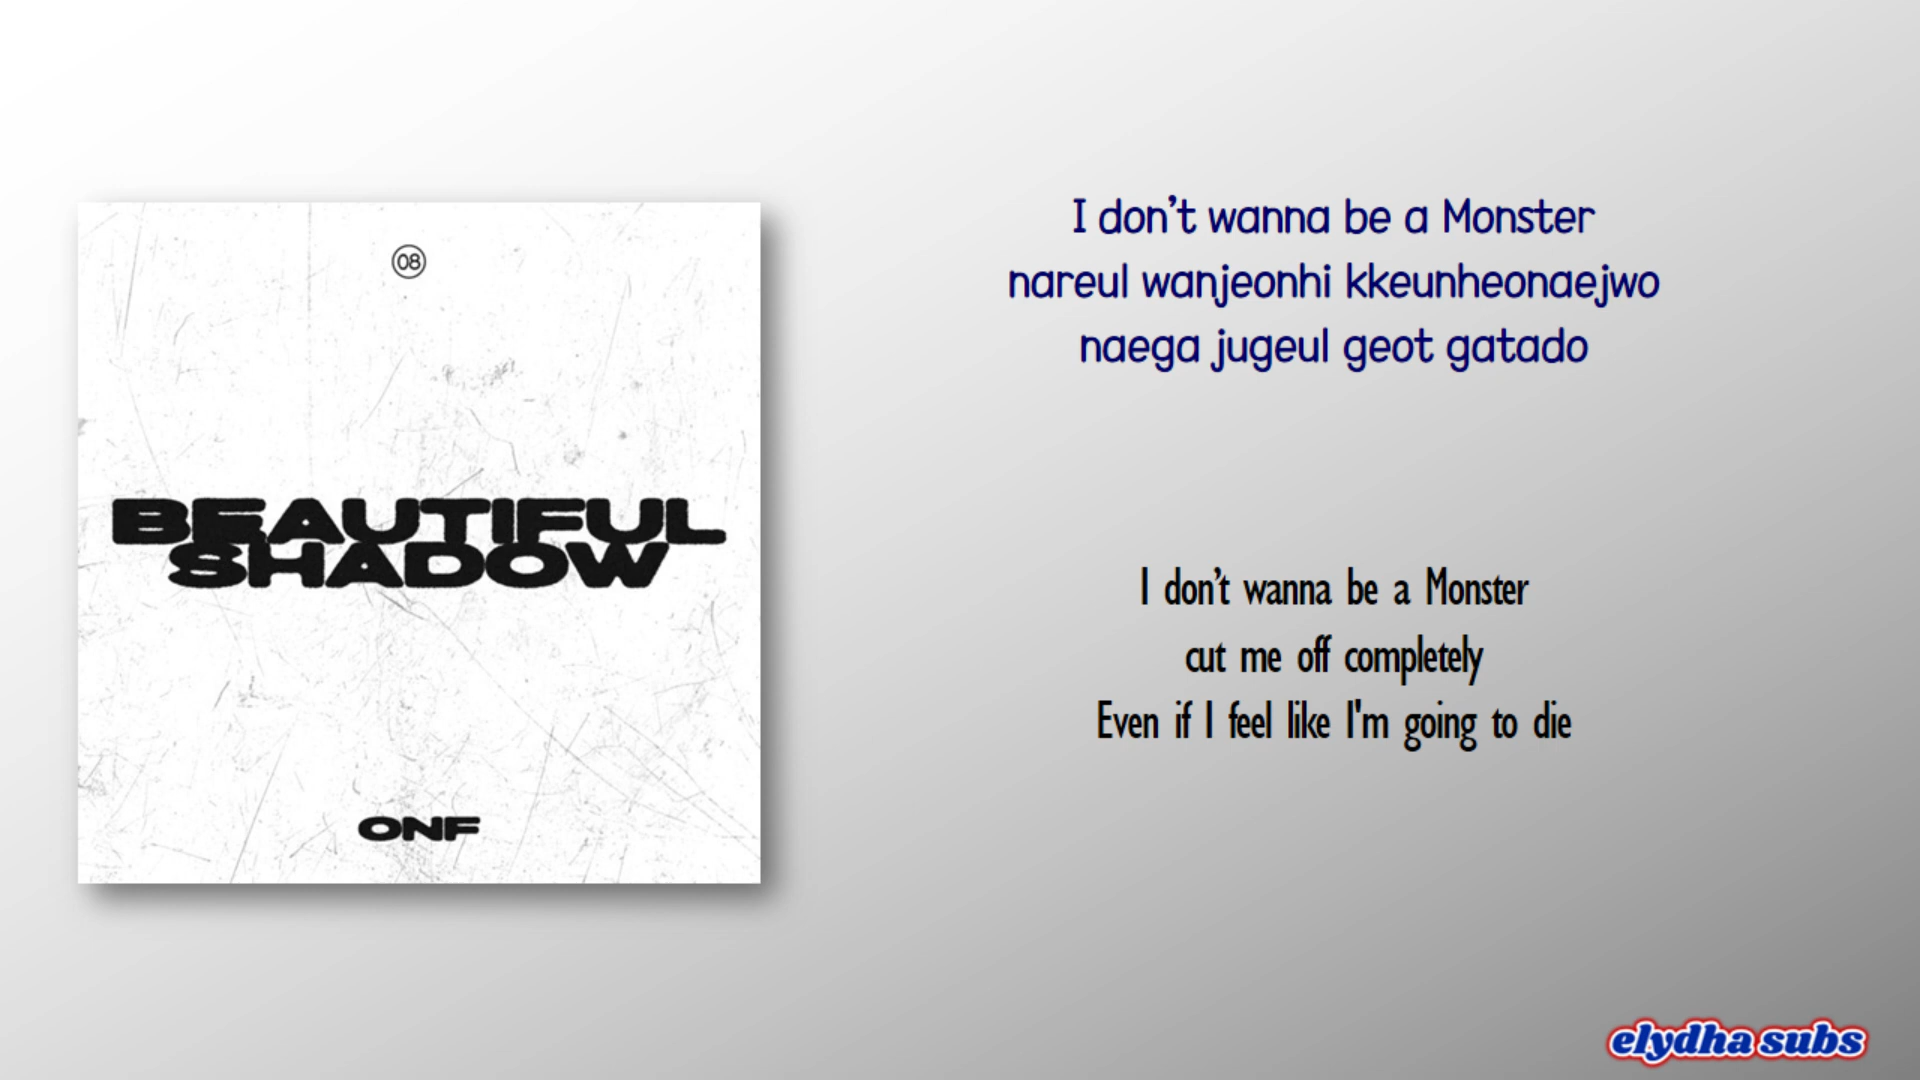 08
BEAUTIFUL
SHADOW
ONF
I don’t wanna be a Monster
nareul wanjeonhi kkeunheonaejwo
naega jugeul geot gatado
I don’t wanna be a Monster
cut me off completely
Even if I feel like I'm going to die
elydha subs